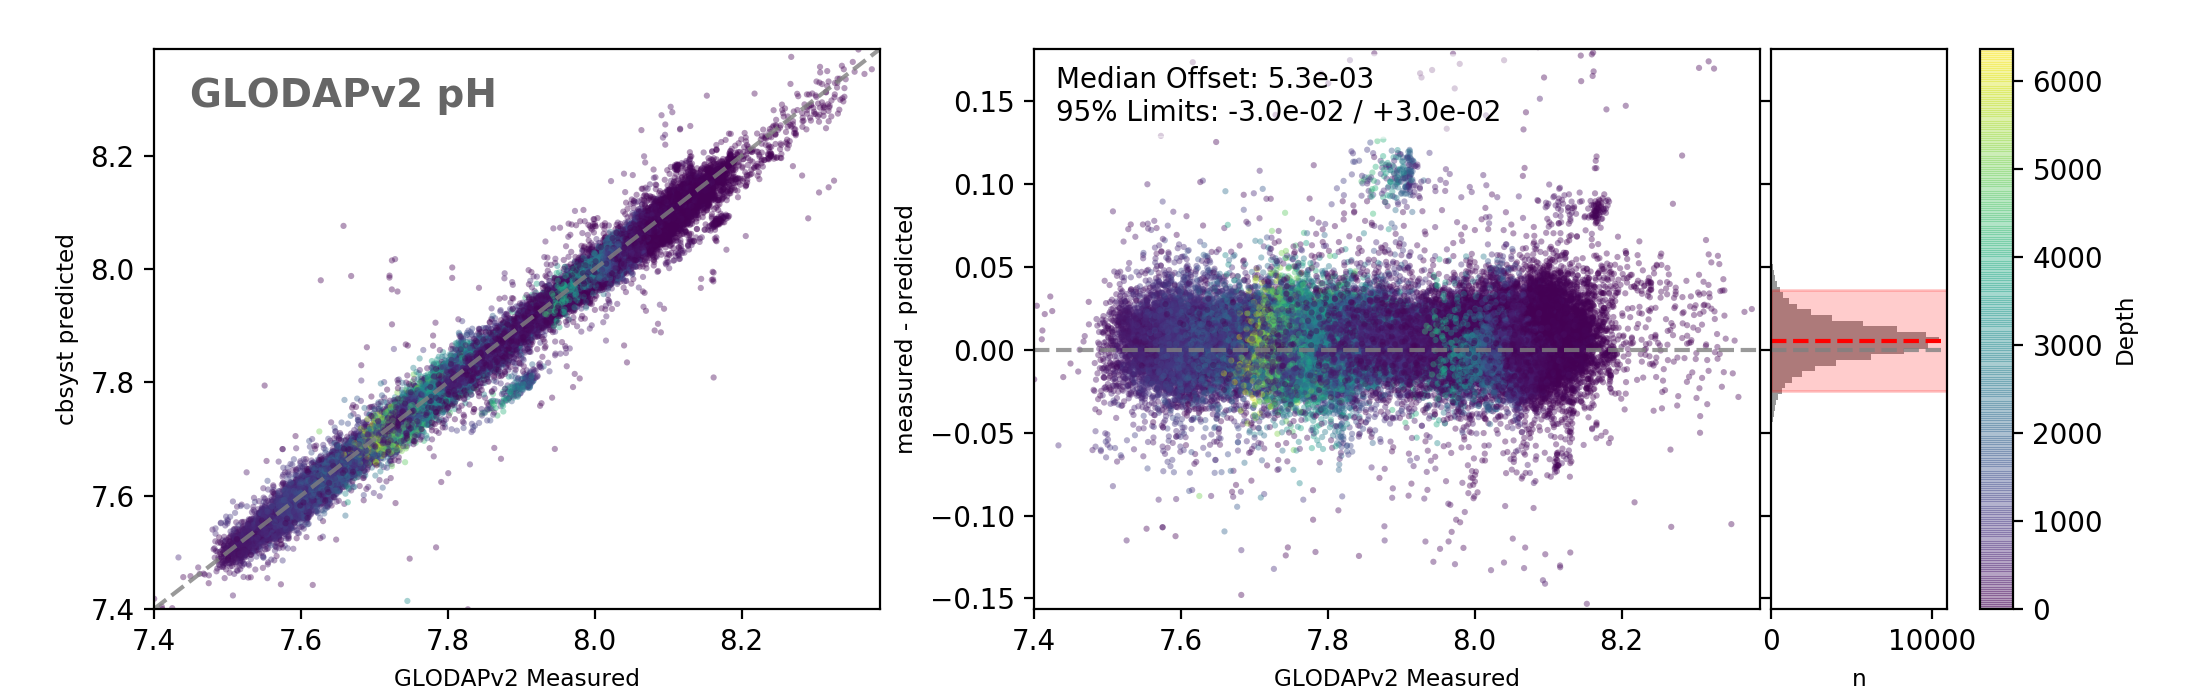 GLODAPv2 pH
8.2
8.0
7.8
7.6
7.4
cbsyst predicted
7.4 7.6 7.8 8.0 8.2
GLODAPv2 Measured
Median Offset: 5.3e-03
95% Limits: -3.0e-02 / +3.0e-02
0.15
0.10
0.05
0.00
−0.05
−0.10
−0.15
measured - predicted
7.4 7.6 7.8 8.0 8.2
GLODAPv2 Measured
0 10000
n
6000
5000
4000
3000
2000
1000
0
Depth